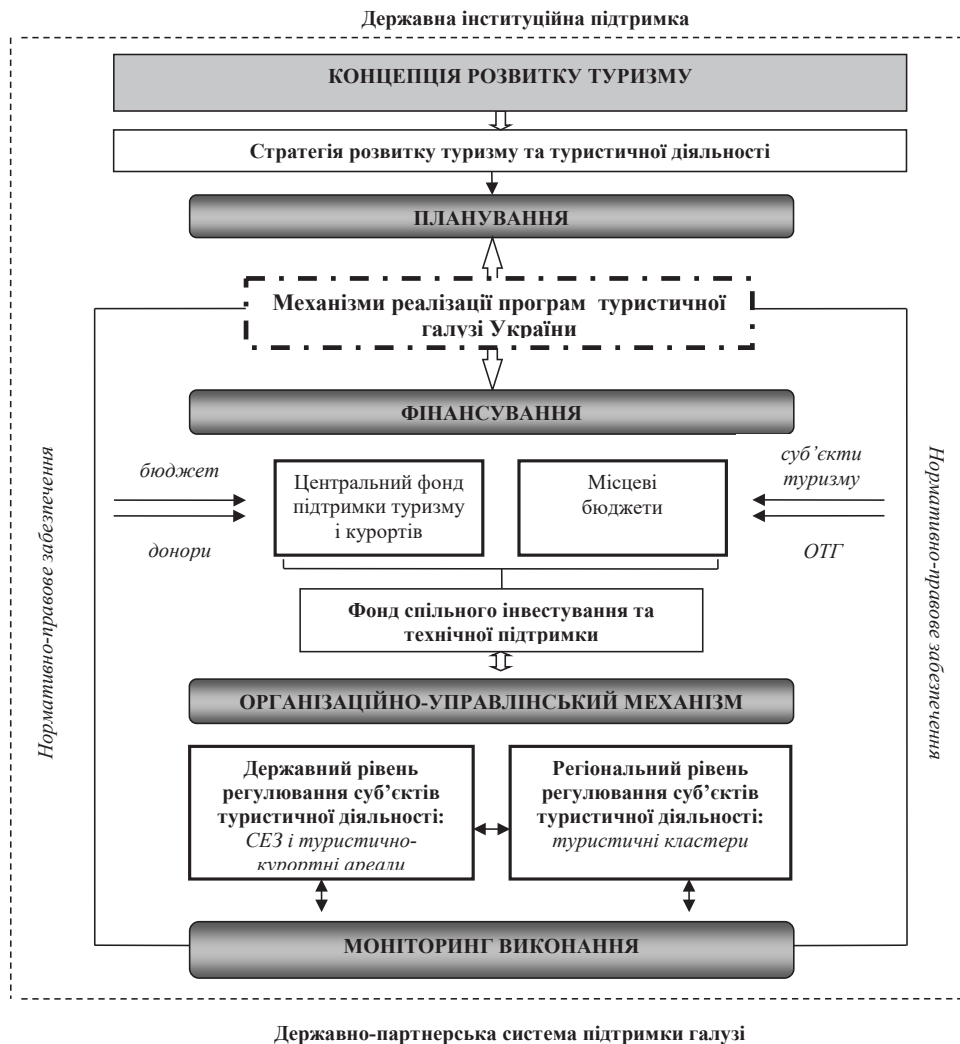 Державна інституційна підтримка
КОНЦЕПЦІЯ РОЗВИТКУ ТУРИЗМУ
Стратегія розвитку туризму та туристичної діяльності
ПЛАНУВАННЯ
Механізми реалізації програм туристичної
галузі України
ФІНАНСУВАННЯ
Нормативно-правове забезпечення
бюджет
донори
Центральний фонд
підтримки туризму
і курортів
Місцеві
бюджети
суб’єкти
туризму
ОТГ
Нормативно-правове забезпечення
Фонд спільного інвестування та
технічної підтримки
ОРГАНІЗАЦІЙНО-УПРАВЛІНСЬКИЙ МЕХАНІЗМ
Державний рівень
регулювання суб’єктів
туристичної діяльності:
СЕЗ і туристично-
курортні ареали
Регіональний рівень
регулювання суб’єктів
туристичної діяльності:
туристичні кластери
МОНІТОРИНГ ВИКОНАННЯ
Державно-партнерська система підтримки галузі